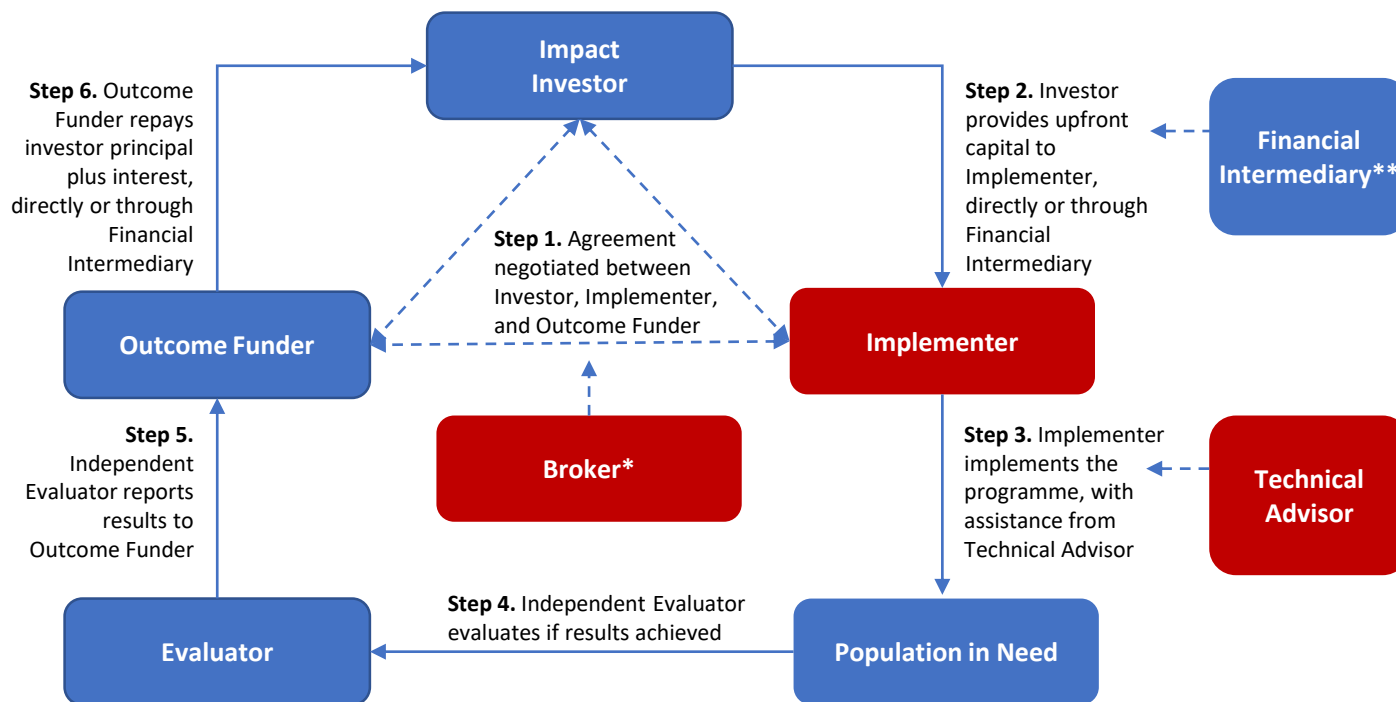 Impact
Investor
Step 6. Outcome
Funder repays
investor principal
plus interest,
directly or through
Financial
Intermediary
Step 2. Investor
provides upfront
capital to
Implementer,
directly or through
Financial
Intermediary
Financial
Intermediary**
Step 1. Agreement
negotiated between
Investor, Implementer,
and Outcome Funder
Outcome Funder
Implementer
Broker*
Step 5.
Independent
Evaluator reports
results to
Outcome Funder
Step 3. Implementer
implements the
programme, with
assistance from
Technical Advisor
Technical
Advisor
Step 4. Independent Evaluator
evaluates if results achieved
Evaluator
Population in Need